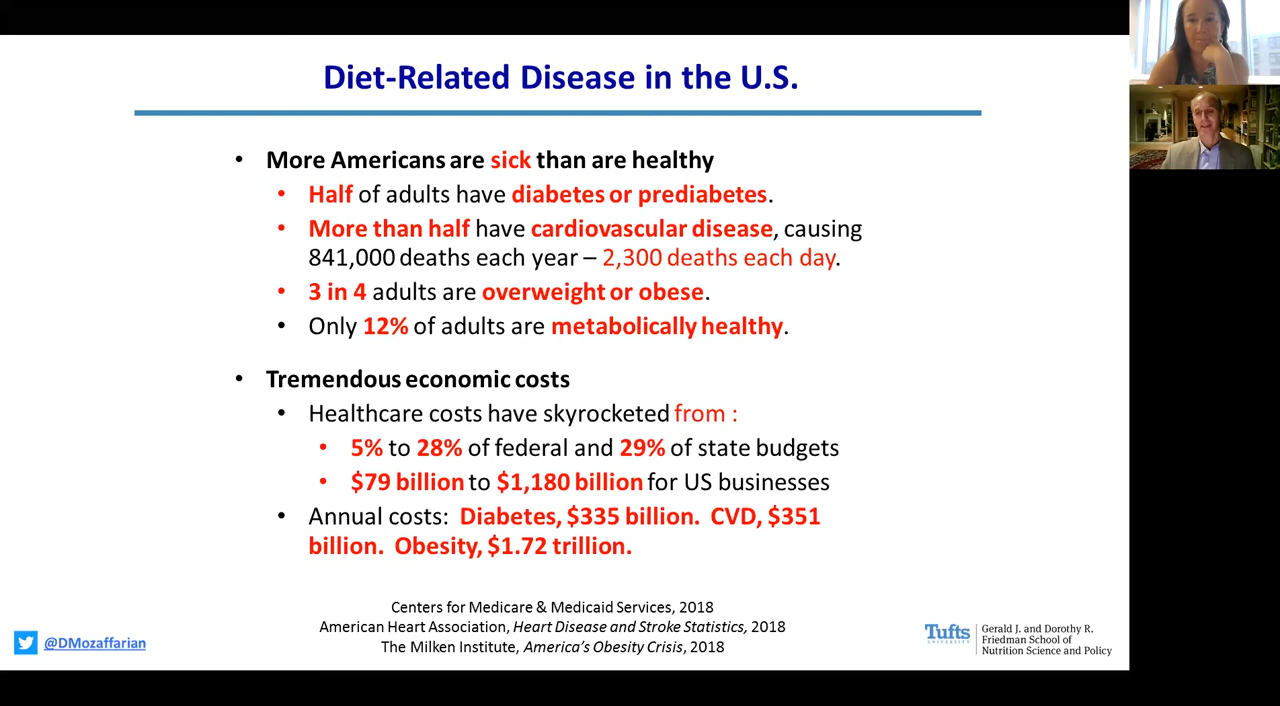 Diet-Related Disease in the U.S.
• More Americans are sick than are healthy
• Half of adults have diabetes or prediabetes.
• More than half have cardiovascular disease, causing
841,000 deaths each year – 2,300 deaths each day.
• 3 in 4 adults are overweight or obese.
• Only 12% of adults are metabolically healthy.
• Tremendous economic costs
• Healthcare costs have skyrocketed from :
• 5% to 28% of federal and 29% of state budgets
• $79 billion to $1,180 billion for US businesses
• Annual costs: Diabetes, $335 billion. CVD, $351
billion. Obesity, $1.72 trillion.
Centers for Medicare & Medicaid Services, 2018
American Heart Association, Heart Disease and Stroke Statistics, 2018
The Milken Institute, America's Obesity Crisis, 2018
@DMozaffarian
Tufts
UNIVERSITY
Gerald J. and Dorothy R.
Friedman School of
Nutrition Science and Policy